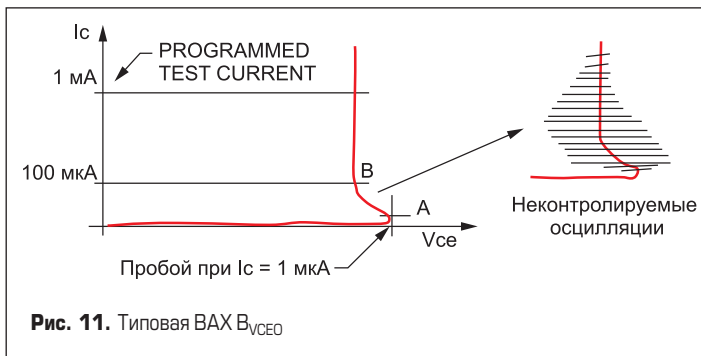 Ic
PROGRAMMED
TEST CURRENT
1 мА
100 мкА
B
A
Vce
Пробой при Ic = 1 мкА
Неконтролируемые
осцилляции
Рис. 11. Типовая ВАХ B_VCEO